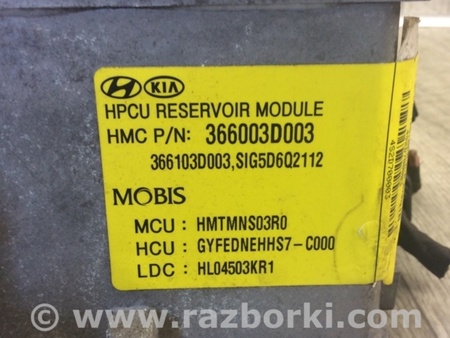 HYUNDAI KIA
HPCU RESERVOIR MODULE
HMC P/N: 366003D003
366103D003,SIG5D6Q2112
MOBIS
MCU : HMTMNS03R0
HCU : GYFEDNEHHS7-C000
LDC : HL04503KR1
© www.razborki.com